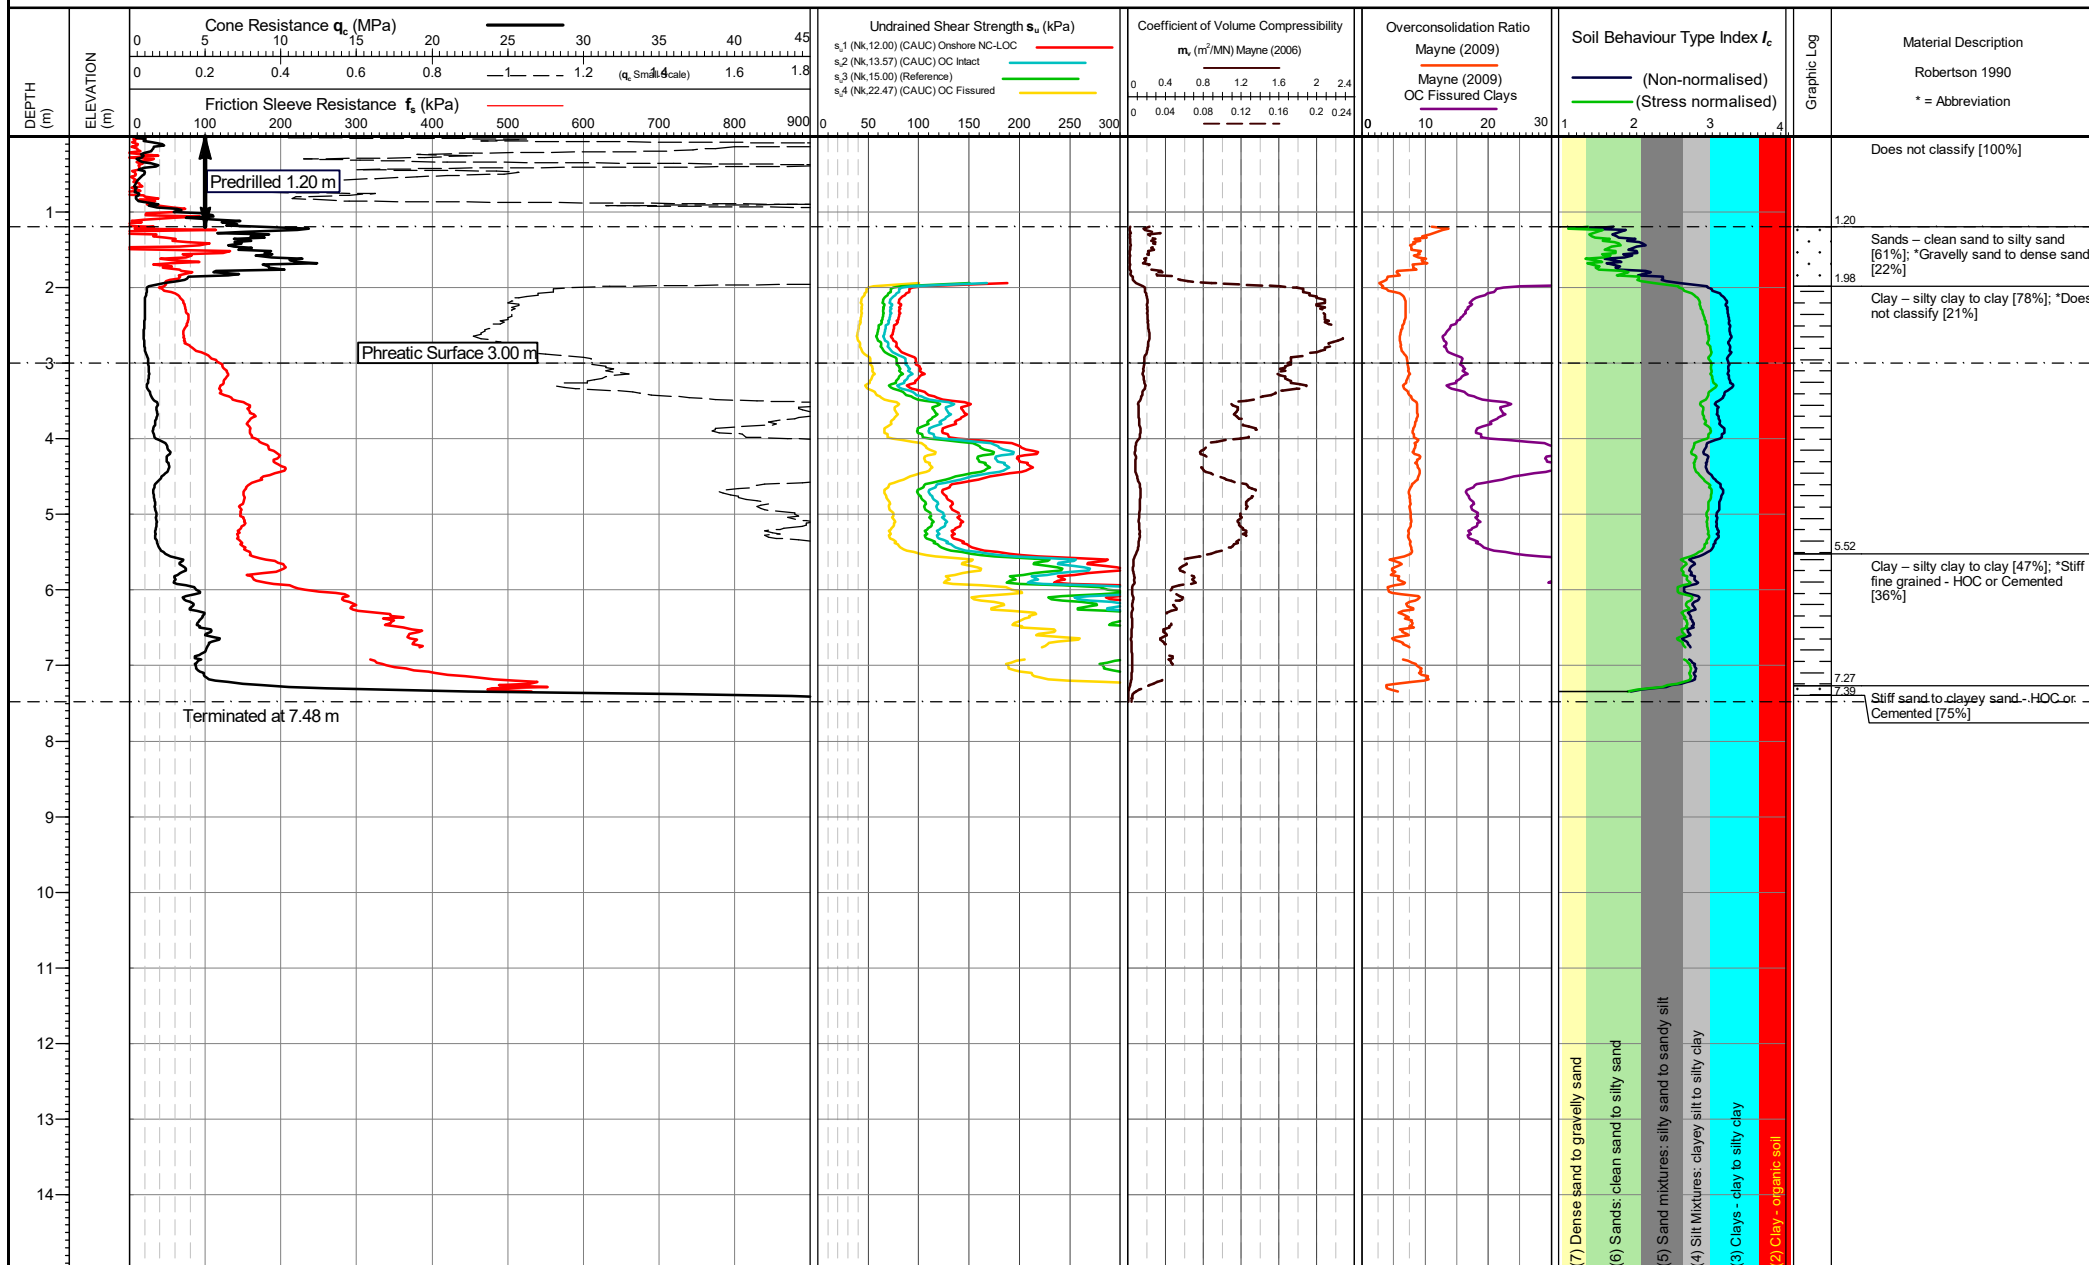 DEPTH (m)
ELEVATION (m)
Cone Resistance qc (MPa)
0 5 10 15 20 25 30 35 40 45
0 0.2 0.4 0.6 0.8 1 1.2 1.4 1.6 1.8
(qc Small Scale)
Friction Sleeve Resistance fs (kPa)
0 100 200 300 400 500 600 700 800 900
Undrained Shear Strength su (kPa)
su1 (Nk,12.00) (CAUC) Onshore NC-LOC
su2 (Nk,13.57) (CAUC) OC Intact
su3 (Nk,15.00) (Reference)
su4 (Nk,22.47) (CAUC) OC Fissured
0 50 100 150 200 250 300
Coefficient of Volume Compressibility
mv (m²/MN) Mayne (2006)
0 0.4 0.8 1.2 1.6 2 2.4
0 0.04 0.08 0.12 0.16 0.2 0.24
Overconsolidation Ratio
Mayne (2009)
Mayne (2009)
OC Fissured Clays
0 10 20 30
Soil Behaviour Type Index Ic
(Non-normalised)
(Stress normalised)
1 2 3 4
Graphic Log
Material Description
Robertson 1990
* = Abbreviation
Does not classify [100%]
Predrilled 1.20 m
1
1.20
Sands – clean sand to silty sand
[61%]; *Gravelly sand to dense sand
[22%]
1.98
2
Clay – silty clay to clay [78%]; *Does
not classify [21%]
Phreatic Surface 3.00 m
3
4
5
5.52
Clay – silty clay to clay [47%]; *Stiff
fine grained - HOC or Cemented
[36%]
6
7
7.27
7.39
Stiff sand to clayey sand - HOC or
Cemented [75%]
Terminated at 7.48 m
8
9
10
11
12
13
14
(7) Dense sand to gravelly sand
(6) Sands: clean sand to silty sand
(5) Sand mixtures: silty sand to sandy silt
(4) Silt Mixtures: clayey silt to silty clay
(3) Clays - clay to silty clay
(2) Clay - organic soil